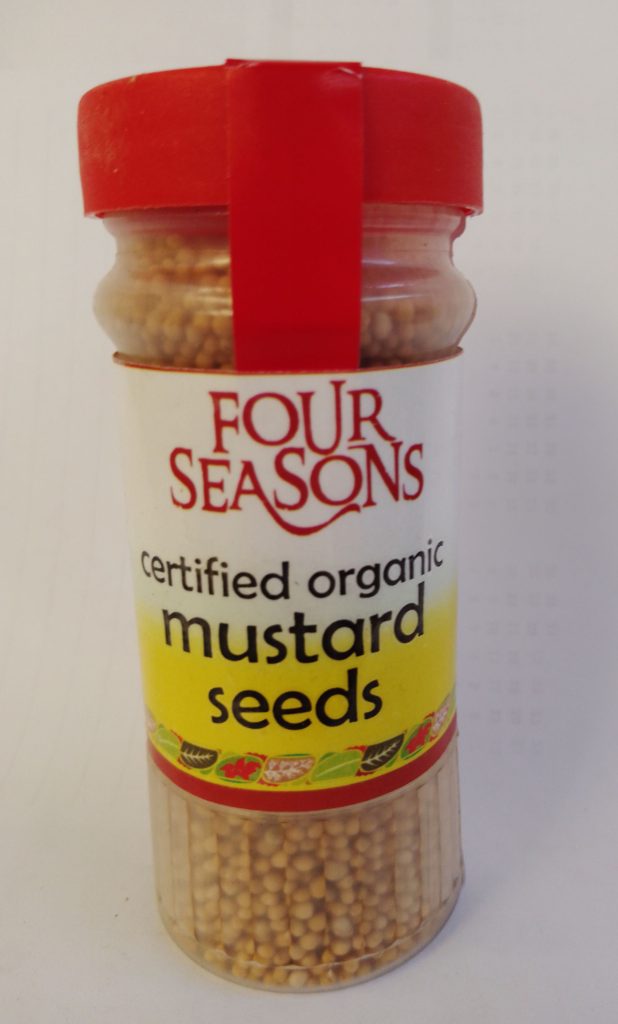 FOUR
SEASONS
certified organic
mustard
seeds